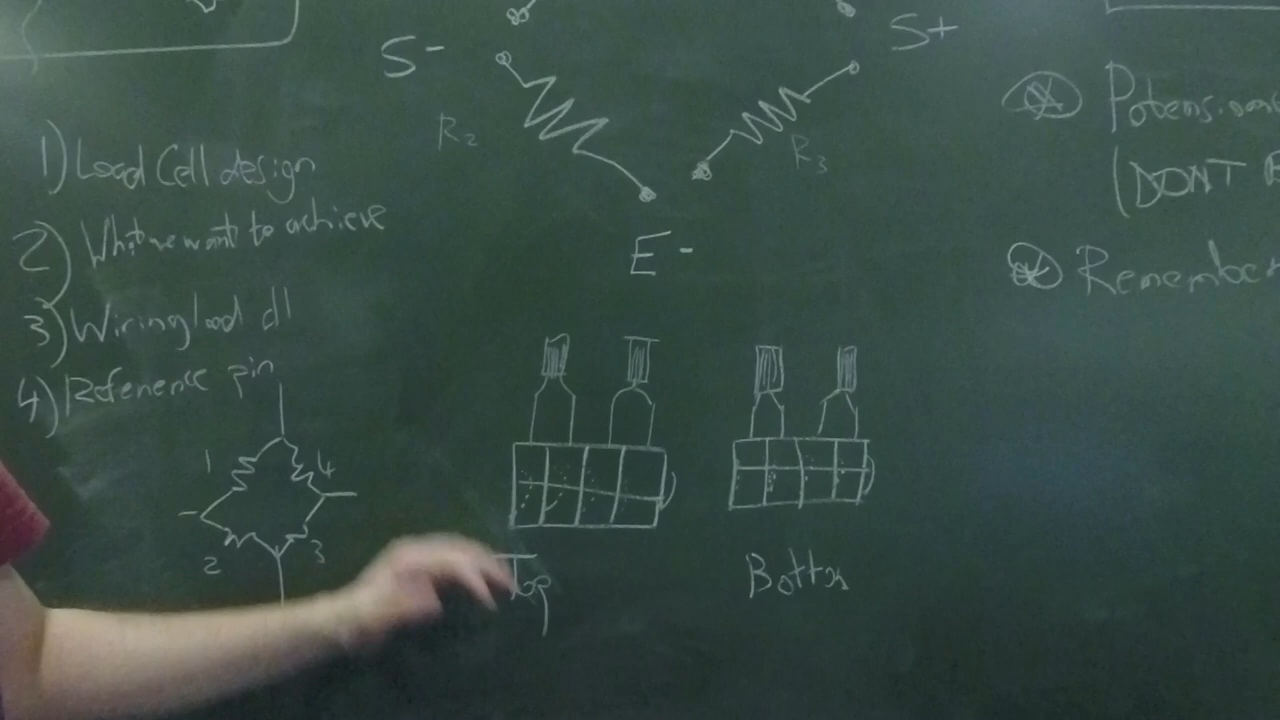 S- S+
R2 R3
E-
1) Load Cell design
2) What we want to achieve
3) Wiring load cell
4) Reference pin
1 4
2 3
Top
Bottom
(DONT
Remember